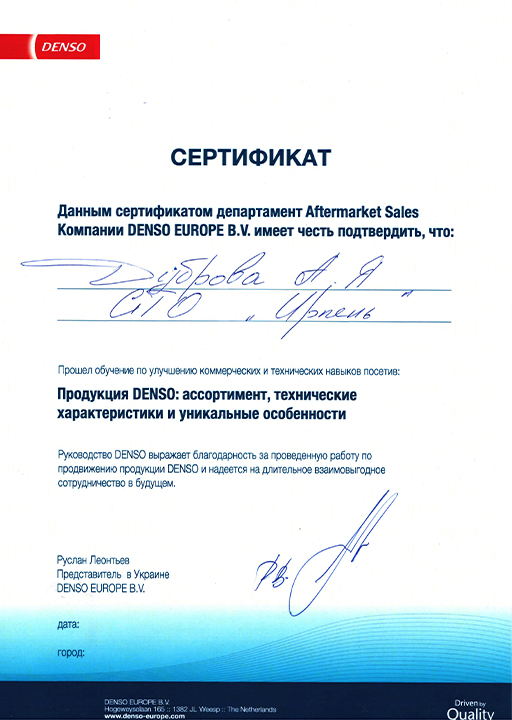 DENSO
СЕРТИФИКАТ
Данным сертификатом департамент Aftermarket Sales
Компании DENSO EUROPE B.V. имеет честь подтвердить, что:
Дуброва А. Я
СТО „ Ирпень “
Прошел обучение по улучшению коммерческих и технических навыков посетив:
Продукция DENSO: ассортимент, технические
характеристики и уникальные особенности
Руководство DENSO выражает благодарность за проведенную работу по
продвижению продукции DENSO и надеется на длительное взаимовыгодное
сотрудничество в будущем.
Руслан Леонтьев
Представитель в Украине
DENSO EUROPE B.V.
дата:
город:
DENSO EUROPE B.V.
Hogeweyselaan 165 :: 1382 JL Weesp :: The Netherlands
www.denso-europe.com
Driven by
Quality